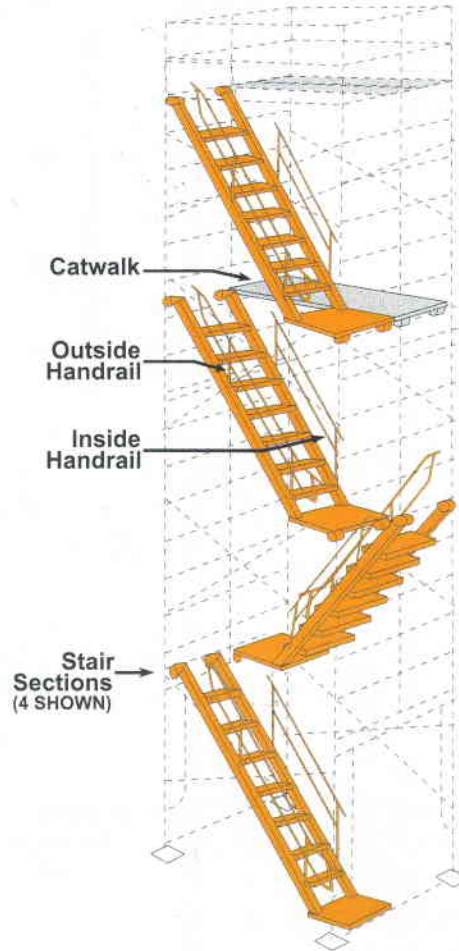 Catwalk
Outside
Handrail
Inside
Handrail
Stair
Sections
(4 SHOWN)